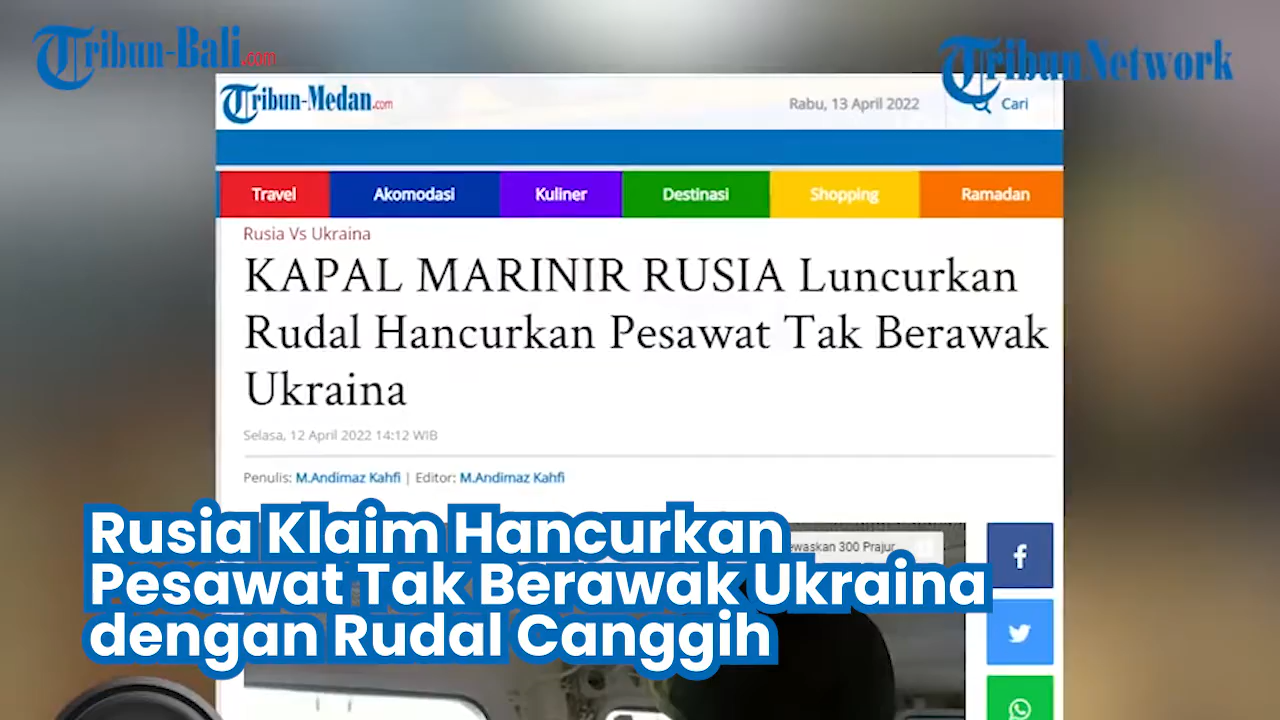 Tribun-Bali.com
TribunNetwork
Tribun-Medan.com
Rabu, 13 April 2022
Cari
Travel
Akomodasi
Kuliner
Destinasi
Shopping
Ramadan
Rusia Vs Ukraina
KAPAL MARINIR RUSIA Luncurkan
Rudal Hancurkan Pesawat Tak Berawak
Ukraina
Selasa, 12 April 2022 14:12 WIB
Penulis: M.Andimaz Kahfi | Editor: M.Andimaz Kahfi
300 Prajur...
Rusia Klaim Hancurkan
Pesawat Tak Berawak Ukraina
dengan Rudal Canggih